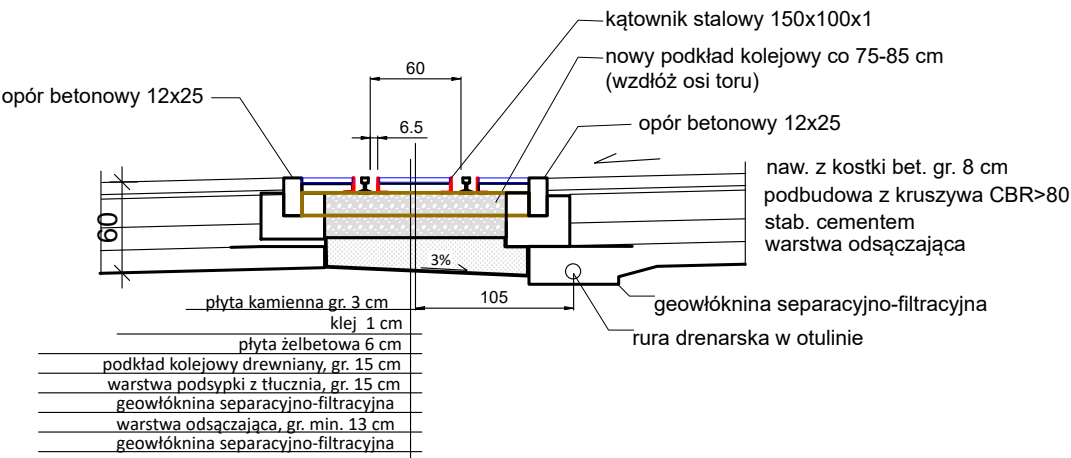 kątownik stalowy 150x100x1
nowy podkład kolejowy co 75-85 cm
(wzdłóż osi toru)
60
opór betonowy 12x25
6.5
opór betonowy 12x25
naw. z kostki bet. gr. 8 cm
podbudowa z kruszywa CBR>80
stab. cementem
warstwa odsączająca
60
3%
105
geowłóknina separacyjno-filtracyjna
rura drenarska w otulinie
płyta kamienna gr. 3 cm
klej 1 cm
płyta żelbetowa 6 cm
podkład kolejowy drewniany, gr. 15 cm
warstwa podsypki z tłucznia, gr. 15 cm
geowłóknina separacyjno-filtracyjna
warstwa odsączająca, gr. min. 13 cm
geowłóknina separacyjno-filtracyjna